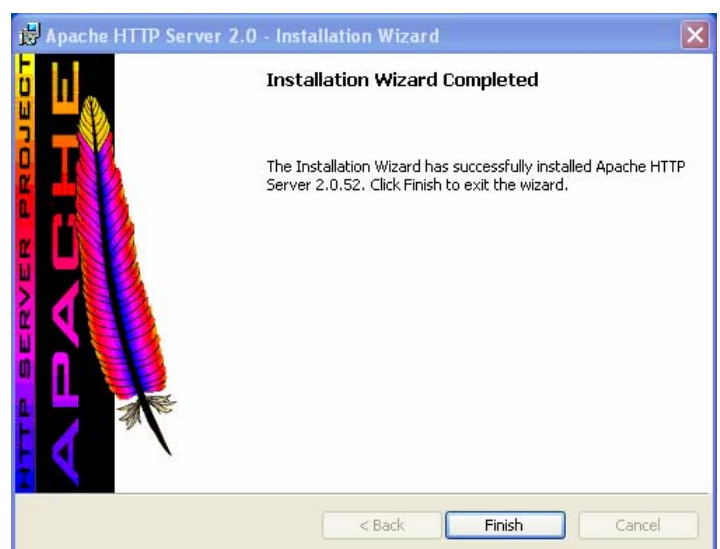 Apache HTTP Server 2.0 - Installation Wizard
HTTP SERVER PROJECT
APACHE
Installation Wizard Completed
The Installation Wizard has successfully installed Apache HTTP
Server 2.0.52. Click Finish to exit the wizard.
< Back
Finish
Cancel